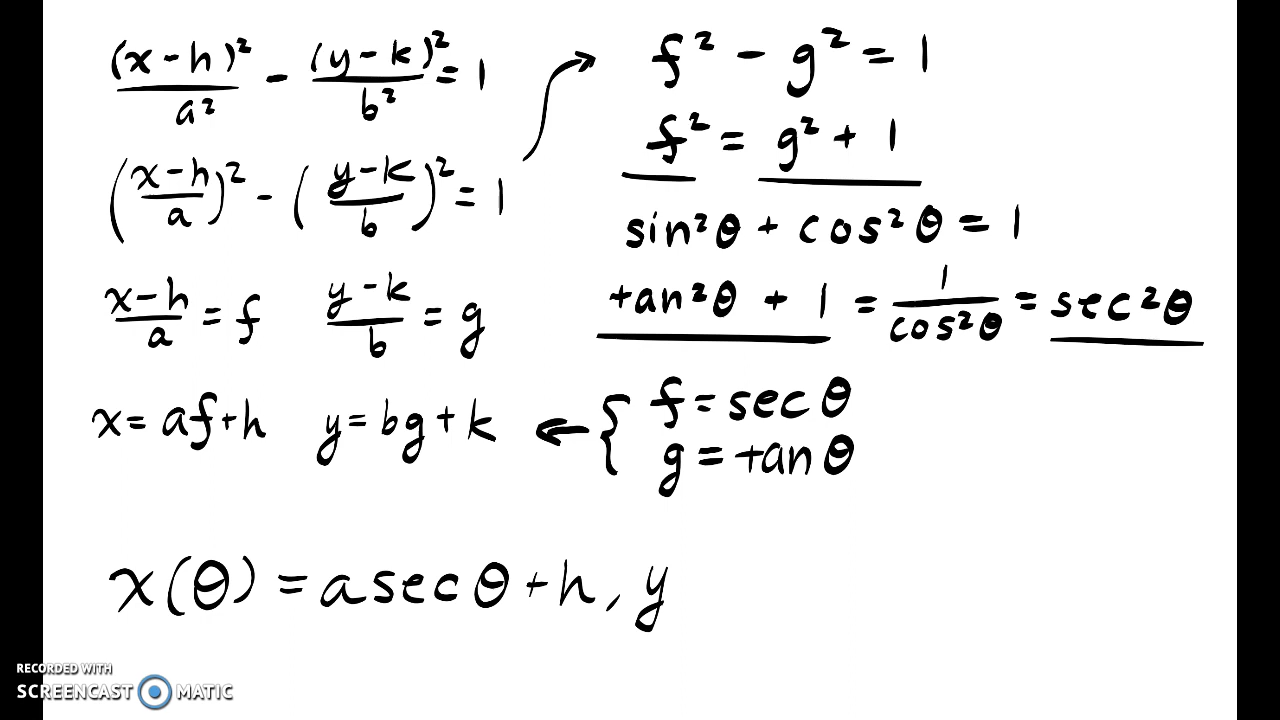 (x-h)²/a² - (y-k)²/b² = 1
((x-h)/a)² - ((y-k)/b)² = 1
(x-h)/a = f (y-k)/b = g
x = af+h y = bg+k
f² - g² = 1
f² = g² + 1
sin²θ + cos²θ = 1
tan²θ + 1 = 1/cos²θ = sec²θ
← { f = sec θ
g = tan θ
x(θ) = a sec θ + h, y
RECORDED WITH
SCREENCAST MATIC